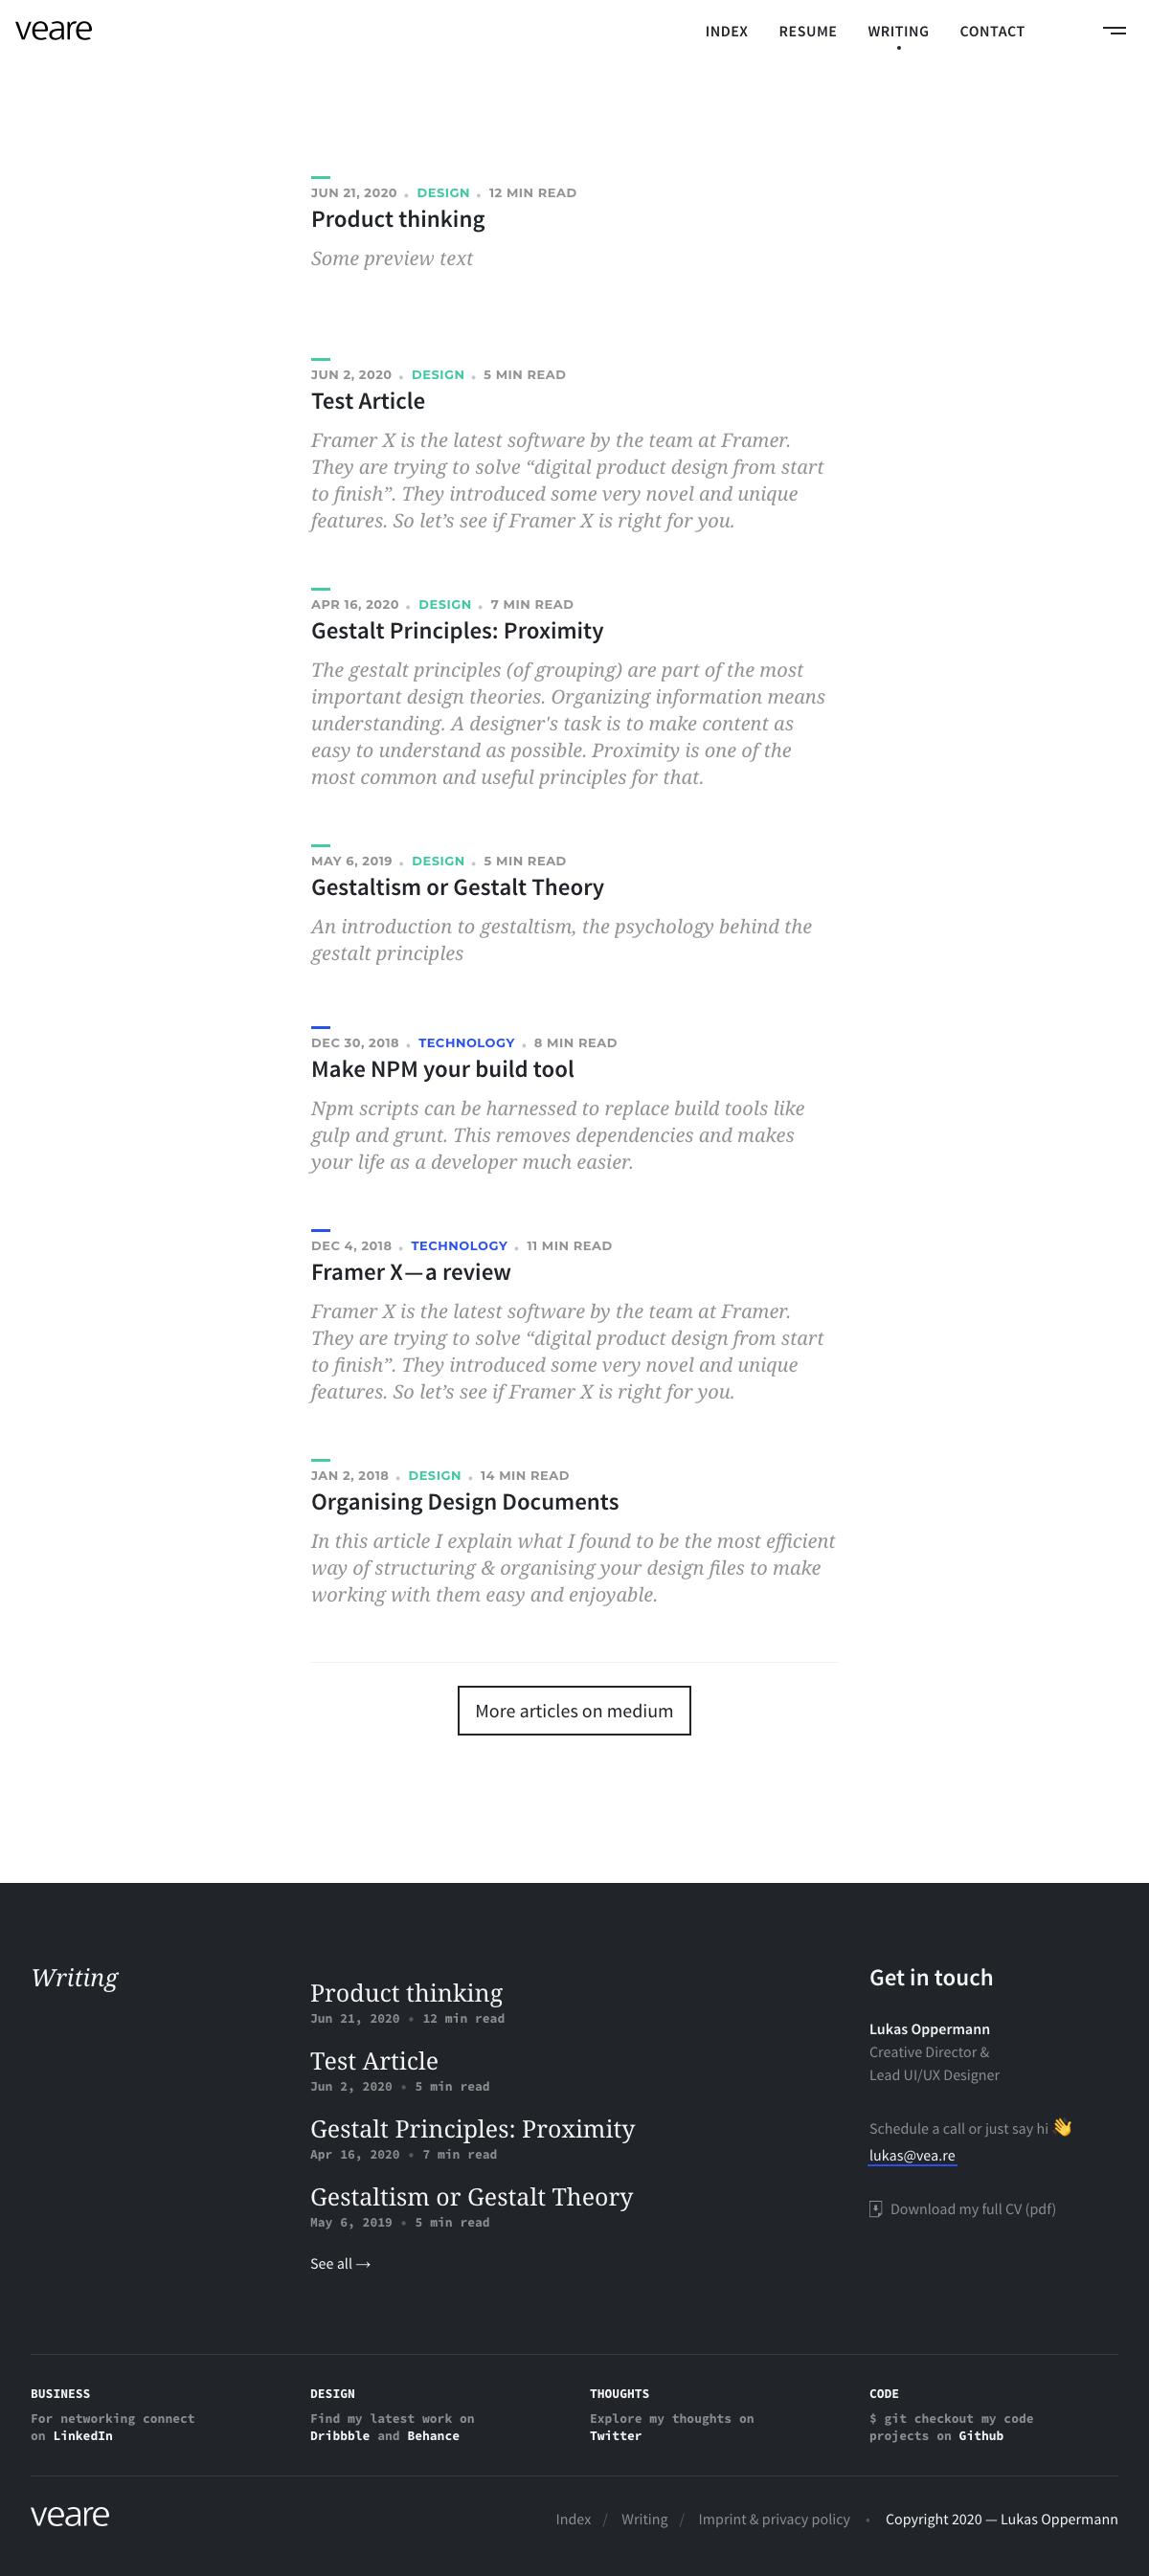 veare
INDEX RESUME WRITING CONTACT
JUN 21, 2020 • DESIGN • 12 MIN READ
Product thinking
Some preview text
JUN 2, 2020 • DESIGN • 5 MIN READ
Test Article
Framer X is the latest software by the team at Framer.
They are trying to solve “digital product design from start
to finish”. They introduced some very novel and unique
features. So let’s see if Framer X is right for you.
APR 16, 2020 • DESIGN • 7 MIN READ
Gestalt Principles: Proximity
The gestalt principles (of grouping) are part of the most
important design theories. Organizing information means
understanding. A designer's task is to make content as
easy to understand as possible. Proximity is one of the
most common and useful principles for that.
MAY 6, 2019 • DESIGN • 5 MIN READ
Gestaltism or Gestalt Theory
An introduction to gestaltism, the psychology behind the
gestalt principles
DEC 30, 2018 • TECHNOLOGY • 8 MIN READ
Make NPM your build tool
Npm scripts can be harnessed to replace build tools like
gulp and grunt. This removes dependencies and makes
your life as a developer much easier.
DEC 4, 2018 • TECHNOLOGY • 11 MIN READ
Framer X — a review
Framer X is the latest software by the team at Framer.
They are trying to solve “digital product design from start
to finish”. They introduced some very novel and unique
features. So let’s see if Framer X is right for you.
JAN 2, 2018 • DESIGN • 14 MIN READ
Organising Design Documents
In this article I explain what I found to be the most efficient
way of structuring & organising your design files to make
working with them easy and enjoyable.
More articles on medium
Writing
Product thinking
Jun 21, 2020 • 12 min read
Test Article
Jun 2, 2020 • 5 min read
Gestalt Principles: Proximity
Apr 16, 2020 • 7 min read
Gestaltism or Gestalt Theory
May 6, 2019 • 5 min read
See all →
Get in touch
Lukas Oppermann
Creative Director &
Lead UI/UX Designer
Schedule a call or just say hi 👋
lukas@vea.re
Download my full CV (pdf)
BUSINESS
For networking connect
on LinkedIn
DESIGN
Find my latest work on
Dribbble and Behance
THOUGHTS
Explore my thoughts on
Twitter
CODE
$ git checkout my code
projects on Github
veare
Index / Writing / Imprint & privacy policy • Copyright 2020 — Lukas Oppermann